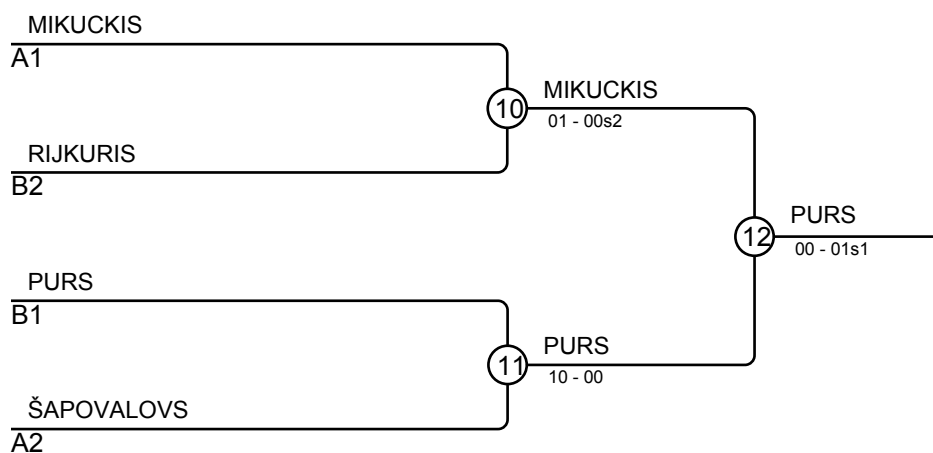 MIKUCKIS
A1
10
MIKUCKIS
01 - 00s2
RIJKURIS
B2
12
PURS
00 - 01s1
PURS
B1
11
PURS
10 - 00
ŠAPOVALOVS
A2